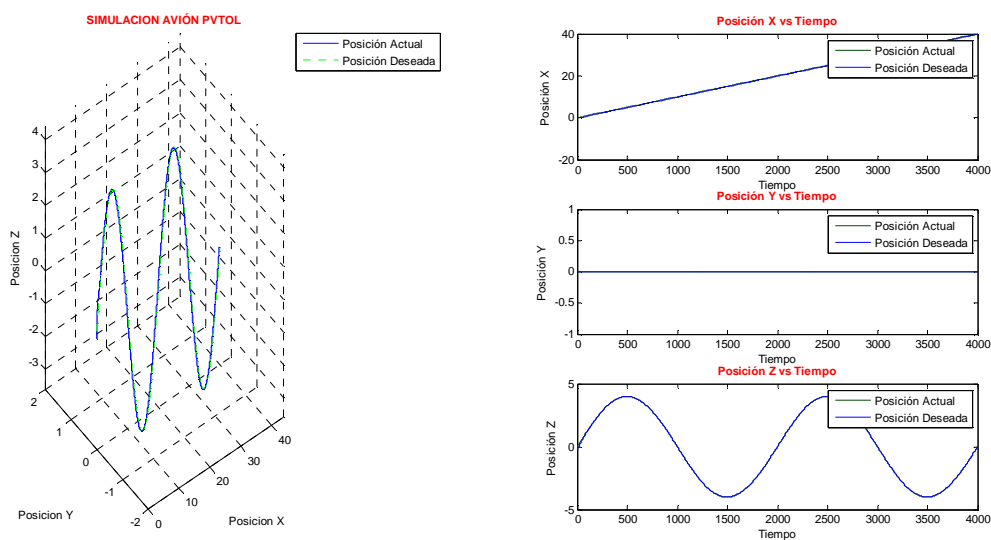 SIMULACION AVIÓN PVTOL
Posición Actual
Posición Deseada
4
3
2
1
0
-1
-2
-3
Posicion Z
2
1
0
-1
-2
Posicion Y
0
10
20
30
40
Posicion X
Posición X vs Tiempo
Posición Actual
Posición Deseada
40
20
0
-20
Posición X
0 500 1000 1500 2000 2500 3000 3500 4000
Tiempo
Posición Y vs Tiempo
Posición Actual
Posición Deseada
1
0.5
0
-0.5
-1
Posición Y
0 500 1000 1500 2000 2500 3000 3500 4000
Tiempo
Posición Z vs Tiempo
Posición Actual
Posición Deseada
5
0
-5
Posición Z
0 500 1000 1500 2000 2500 3000 3500 4000
Tiempo